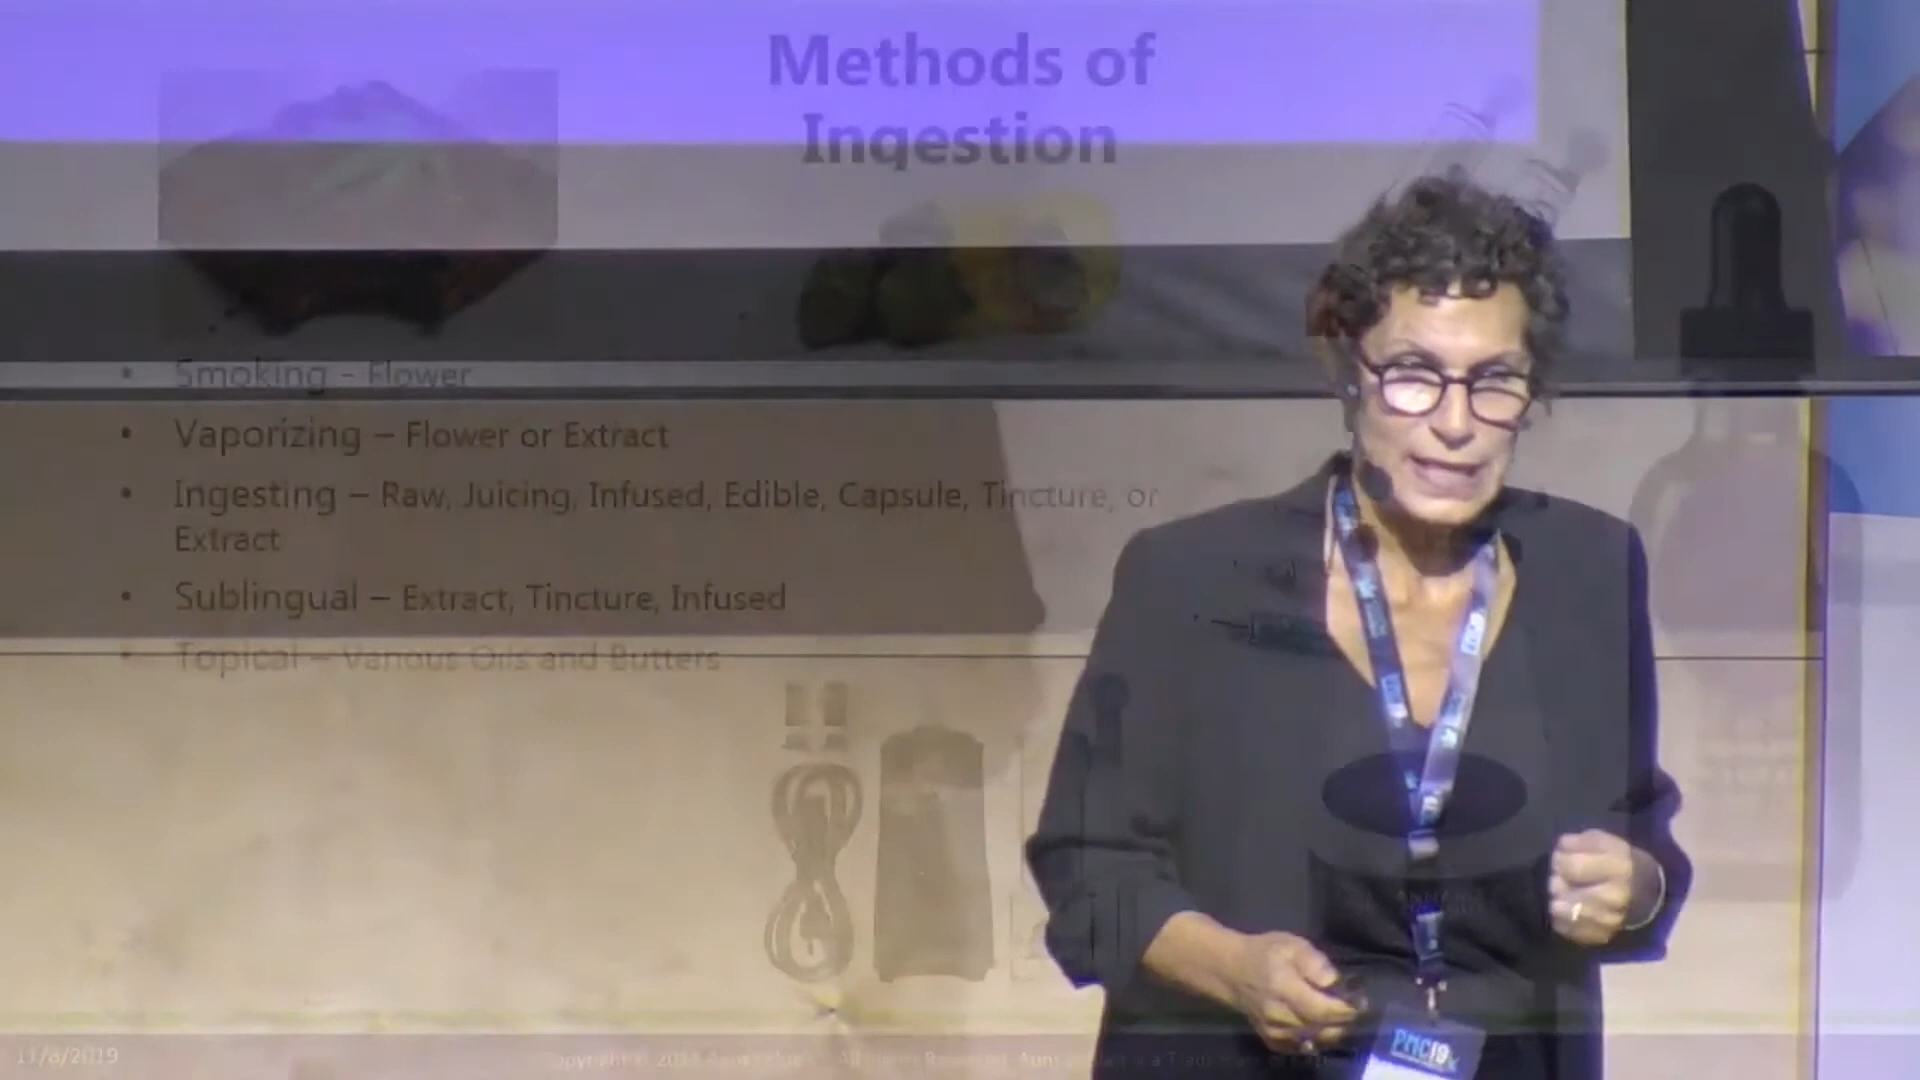 Methods of
Ingestion
• Smoking – Flower
• Vaporizing – Flower or Extract
• Ingesting – Raw, Juicing, Infused, Edible, Capsule, Tincture, or
Extract
• Sublingual – Extract, Tincture, Infused
• Topical – Various Oils and Butters
PMC19
11/8/2019